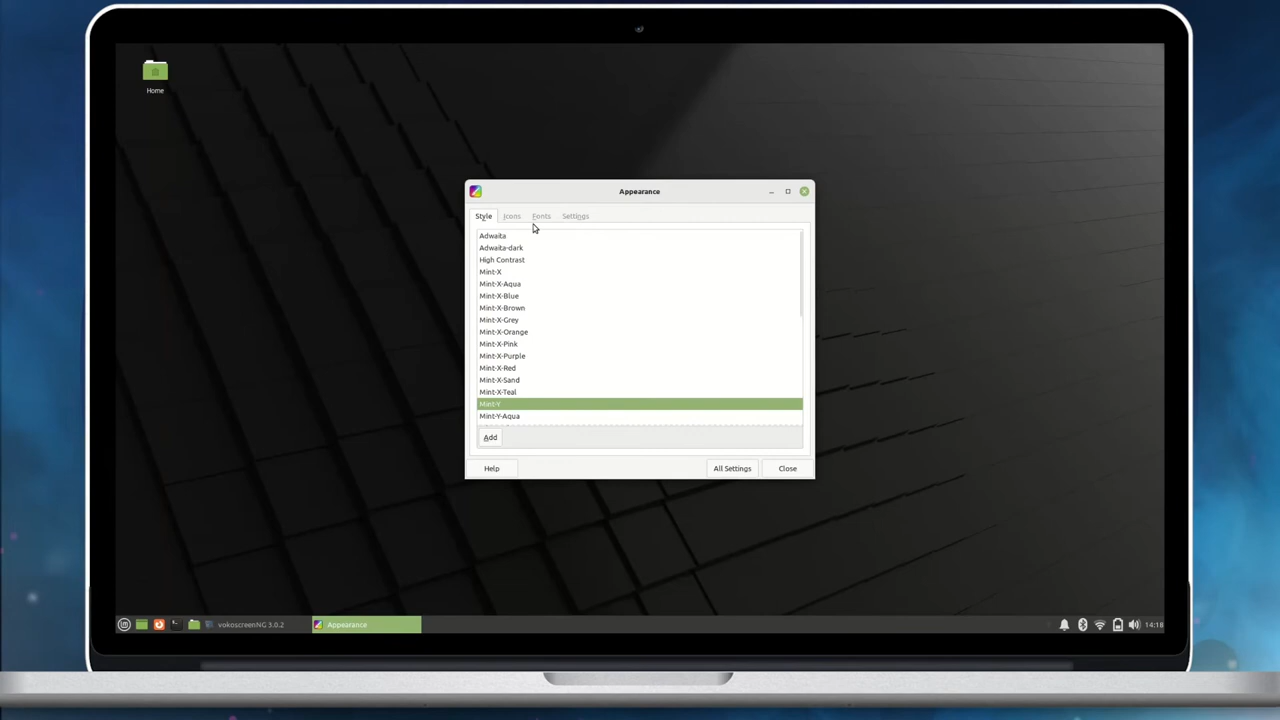 Home
Appearance
Style Icons Fonts Settings
Adwaita
Adwaita-dark
High Contrast
Mint-X
Mint-X-Aqua
Mint-X-Blue
Mint-X-Brown
Mint-X-Grey
Mint-X-Orange
Mint-X-Pink
Mint-X-Purple
Mint-X-Red
Mint-X-Sand
Mint-X-Teal
Mint-Y
Mint-Y-Aqua
Add
Help All Settings Close
vokoscreenNG 3.0.2 Appearance 14:18